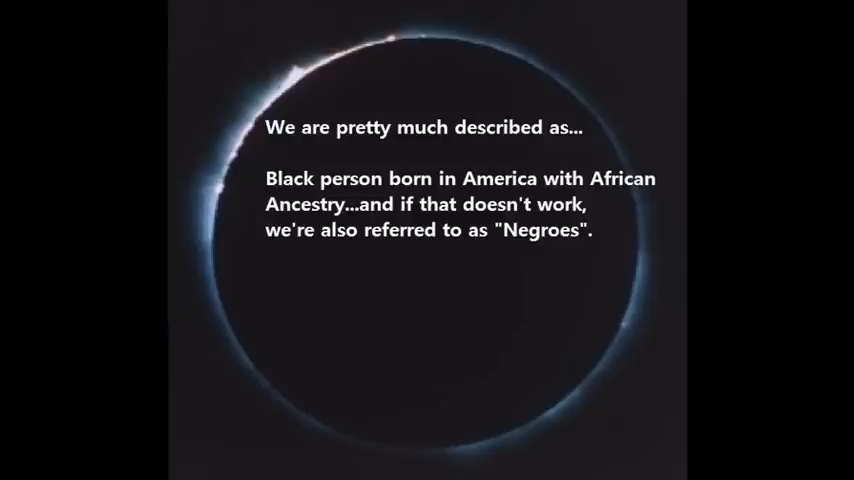 We are pretty much described as...
Black person born in America with African
Ancestry...and if that doesn't work,
we're also referred to as "Negroes".